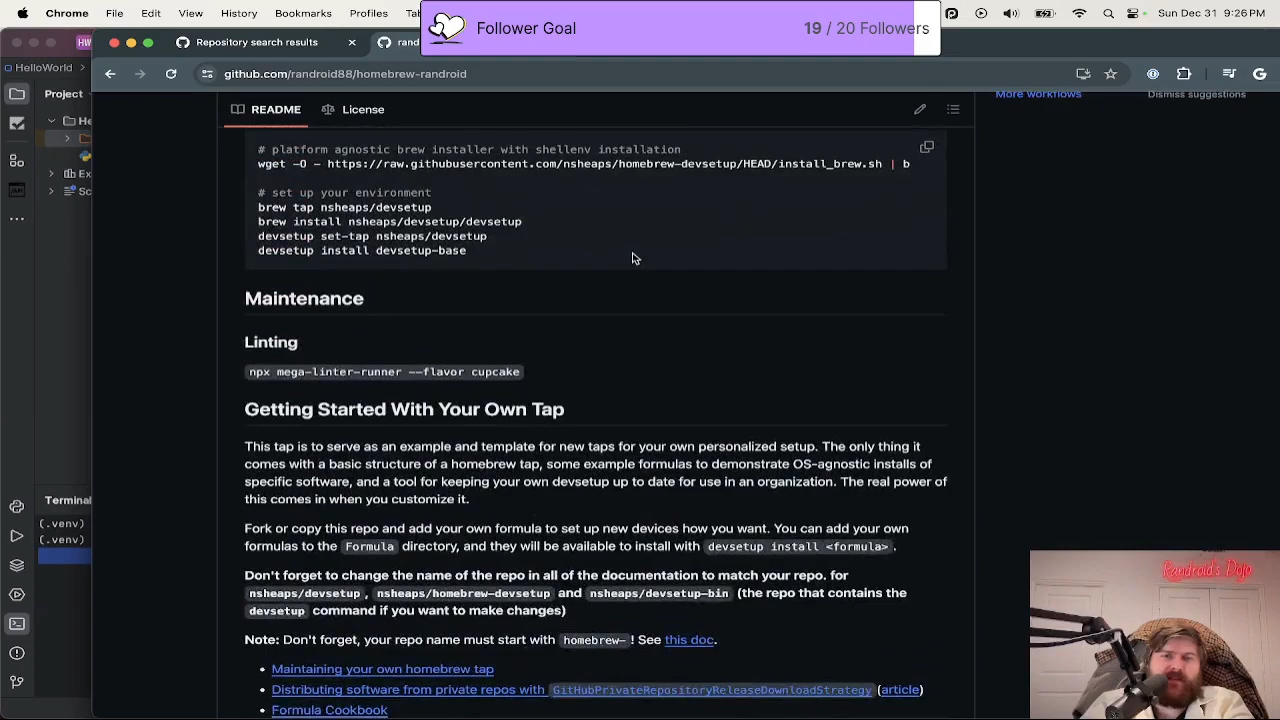 Chrome File Edit View History Bookmarks
Follower Goal
19 / 20 Followers
Sun Dec 31 9:26 PM
Repository search results
rand
HW
HelloWorld
github.com/randroid88/homebrew-randroid
Project
README
License
More workflows
Dismiss suggestions
He
Ex
Sc
# platform agnostic brew installer with shellenv installation
wget -O - https://raw.githubusercontent.com/nsheaps/homebrew-devsetup/HEAD/install_brew.sh | b
# set up your environment
brew tap nsheaps/devsetup
brew install nsheaps/devsetup/devsetup
devsetup set-tap nsheaps/devsetup
devsetup install devsetup-base
Maintenance
Linting
npx mega-linter-runner --flavor cupcake
Getting Started With Your Own Tap
This tap is to serve as an example and template for new taps for your own personalized setup. The only thing it
comes with a basic structure of a homebrew tap, some example formulas to demonstrate OS-agnostic installs of
specific software, and a tool for keeping your own devsetup up to date for use in an organization. The real power of
this comes in when you customize it.
Fork or copy this repo and add your own formula to set up new devices how you want. You can add your own
formulas to the Formula directory, and they will be available to install with devsetup install <formula>.
Don't forget to change the name of the repo in all of the documentation to match your repo. for
nsheaps/devsetup , nsheaps/homebrew-devsetup and nsheaps/devsetup-bin (the repo that contains the
devsetup command if you want to make changes)
Note: Don't forget, your repo name must start with homebrew- ! See this doc.
• Maintaining your own homebrew tap
• Distributing software from private repos with GitHubPrivateRepositoryReleaseDownloadStrategy (article)
• Formula Cookbook
Terminal
(.venv)
(.venv)
Randroid's Dojo